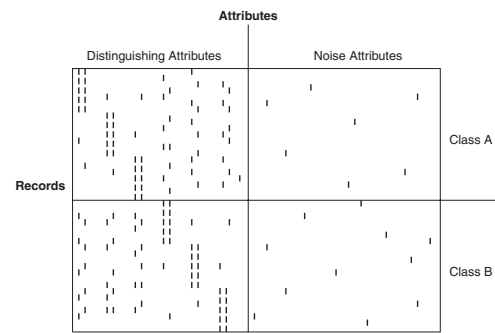 Attributes
Distinguishing Attributes
Noise Attributes
Class A
Records
Class B